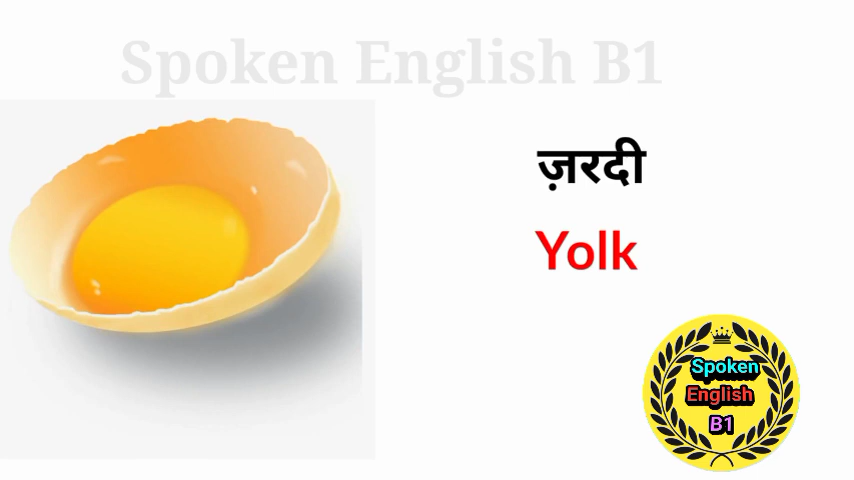 Spoken English B1
ज़रदी
Yolk
Spoken
English
B1